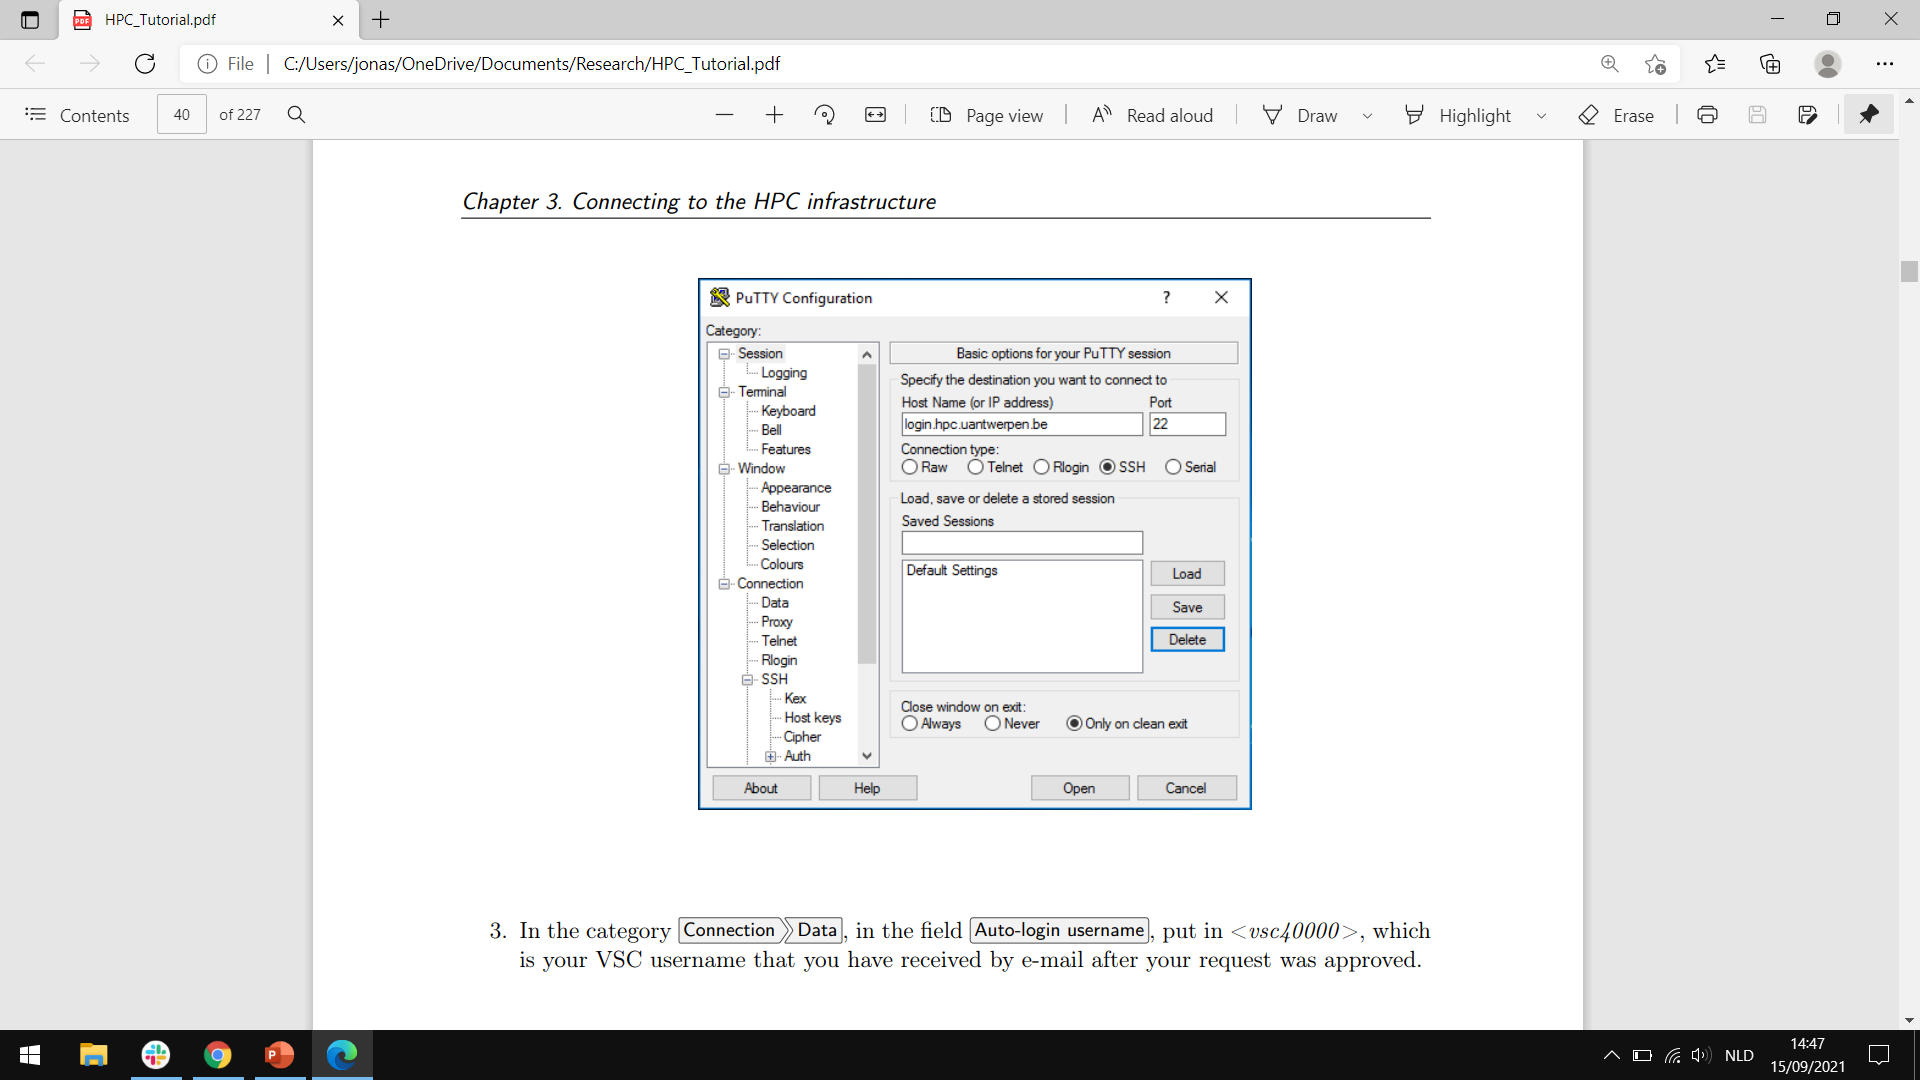 HPC_Tutorial.pdf
File
C:/Users/jonas/OneDrive/Documents/Research/HPC_Tutorial.pdf
Contents
40
of 227
Page view
Read aloud
Draw
Highlight
Erase
Chapter 3. Connecting to the HPC infrastructure
PuTTY Configuration
?
Category:
Session
Logging
Terminal
Keyboard
Bell
Features
Window
Appearance
Behaviour
Translation
Selection
Colours
Connection
Data
Proxy
Telnet
Rlogin
SSH
Kex
Host keys
Cipher
Auth
Basic options for your PuTTY session
Specify the destination you want to connect to
Host Name (or IP address) Port
login.hpc.uantwerpen.be 22
Connection type:
Raw Telnet Rlogin SSH Serial
Load, save or delete a stored session
Saved Sessions
Default Settings
Load
Save
Delete
Close window on exit:
Always Never Only on clean exit
About Help Open Cancel
3. In the category Connection Data, in the field Auto-login username, put in <vsc40000>, which
is your VSC username that you have received by e-mail after your request was approved.
NLD
14:47
15/09/2021